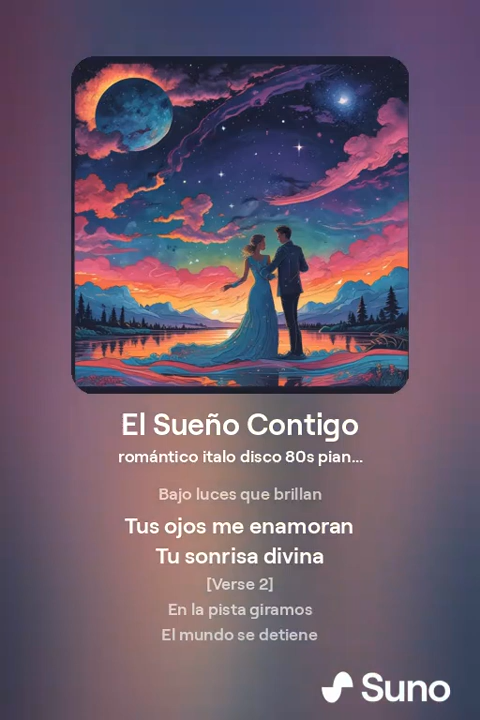 El Sueño Contigo
romántico italo disco 80s pian...
Bajo luces que brillan
Tus ojos me enamoran
Tu sonrisa divina
[Verse 2]
En la pista giramos
El mundo se detiene
Suno